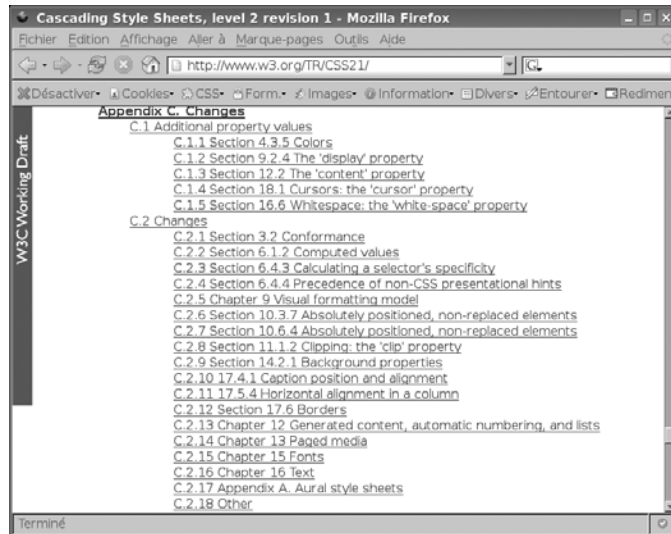 Cascading Style Sheets, level 2 revision 1 - Mozilla Firefox
Fichier Edition Affichage Aller à Marque-pages Outils Aide
http://www.w3.org/TR/CSS21/
Désactiver Cookies CSS Form. Images Information Divers Entourer Redimen
Appendix C. Changes
C.1 Additional property values
C.1.1 Section 4.3.5 Colors
C.1.2 Section 9.2.4 The 'display' property
C.1.3 Section 12.2 The 'content' property
C.1.4 Section 18.1 Cursors: the 'cursor' property
C.1.5 Section 16.6 Whitespace: the 'white-space' property
C.2 Changes
C.2.1 Section 3.2 Conformance
C.2.2 Section 6.1.2 Computed values
C.2.3 Section 6.4.3 Calculating a selector's specificity
C.2.4 Section 6.4.4 Precedence of non-CSS presentational hints
C.2.5 Chapter 9 Visual formatting model
C.2.6 Section 10.3.7 Absolutely positioned, non-replaced elements
C.2.7 Section 10.6.4 Absolutely positioned, non-replaced elements
C.2.8 Section 11.1.2 Clipping: the 'clip' property
C.2.9 Section 14.2.1 Background properties
C.2.10 17.4.1 Caption position and alignment
C.2.11 17.5.4 Horizontal alignment in a column
C.2.12 Section 17.6 Borders
C.2.13 Chapter 12 Generated content, automatic numbering, and lists
C.2.14 Chapter 13 Paged media
C.2.15 Chapter 15 Fonts
C.2.16 Chapter 16 Text
C.2.17 Appendix A. Aural style sheets
C.2.18 Other
W3C Working Draft
Terminé